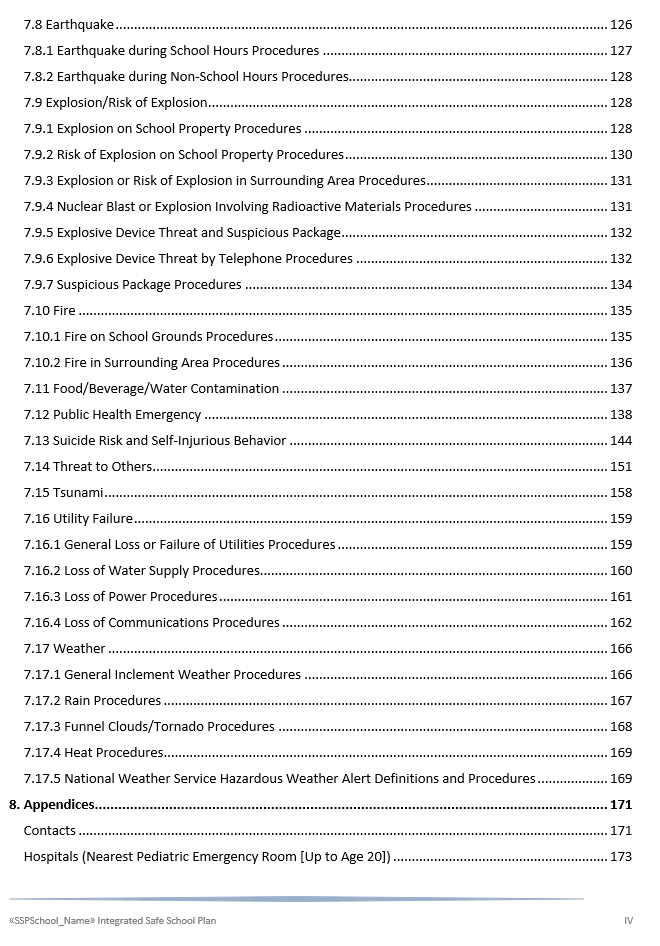 7.8 Earthquake 126
7.8.1 Earthquake during School Hours Procedures 127
7.8.2 Earthquake during Non-School Hours Procedures 128
7.9 Explosion/Risk of Explosion 128
7.9.1 Explosion on School Property Procedures 128
7.9.2 Risk of Explosion on School Property Procedures 130
7.9.3 Explosion or Risk of Explosion in Surrounding Area Procedures 131
7.9.4 Nuclear Blast or Explosion Involving Radioactive Materials Procedures 131
7.9.5 Explosive Device Threat and Suspicious Package 132
7.9.6 Explosive Device Threat by Telephone Procedures 132
7.9.7 Suspicious Package Procedures 134
7.10 Fire 135
7.10.1 Fire on School Grounds Procedures 135
7.10.2 Fire in Surrounding Area Procedures 136
7.11 Food/Beverage/Water Contamination 137
7.12 Public Health Emergency 138
7.13 Suicide Risk and Self-Injurious Behavior 144
7.14 Threat to Others 151
7.15 Tsunami 158
7.16 Utility Failure 159
7.16.1 General Loss or Failure of Utilities Procedures 159
7.16.2 Loss of Water Supply Procedures 160
7.16.3 Loss of Power Procedures 161
7.16.4 Loss of Communications Procedures 162
7.17 Weather 166
7.17.1 General Inclement Weather Procedures 166
7.17.2 Rain Procedures 167
7.17.3 Funnel Clouds/Tornado Procedures 168
7.17.4 Heat Procedures 169
7.17.5 National Weather Service Hazardous Weather Alert Definitions and Procedures 169
8. Appendices 171
Contacts 171
Hospitals (Nearest Pediatric Emergency Room [Up to Age 20]) 173
«SSPSchool_Name» Integrated Safe School Plan IV